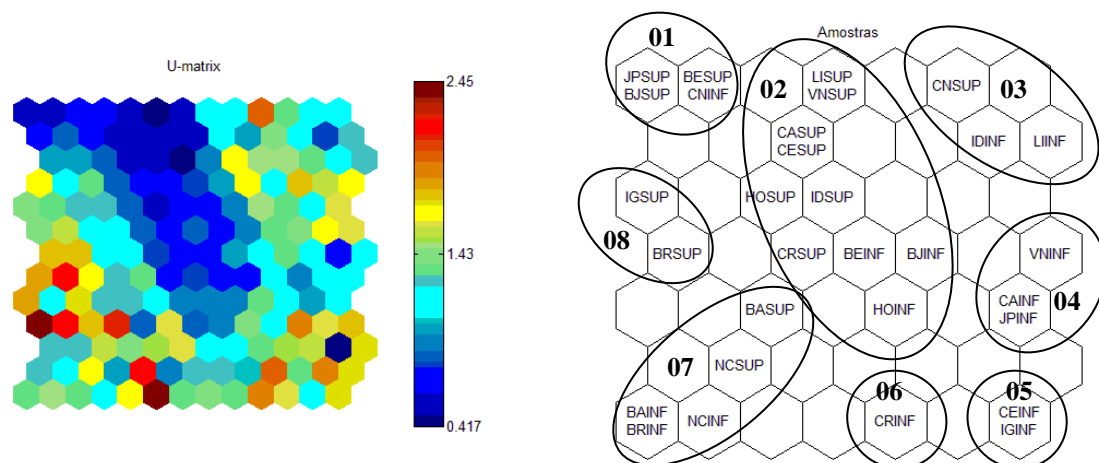 U-matrix
2.45
1.43
0.417
Amostras
01
02
03
JPSUP
BJSUP
BESUP
CNINF
LISUP
VNSUP
CNSUP
CASUP
CESUP
IDINF
LIINF
IGSUP
HOSUP
IDSUP
08
BRSUP
CRSUP
BEINF
BJINF
VNINF
BASUP
HOINF
CAINF
JPINF
04
07
NCSUP
06
05
BAINF
BRINF
NCINF
CRINF
CEINF
IGINF